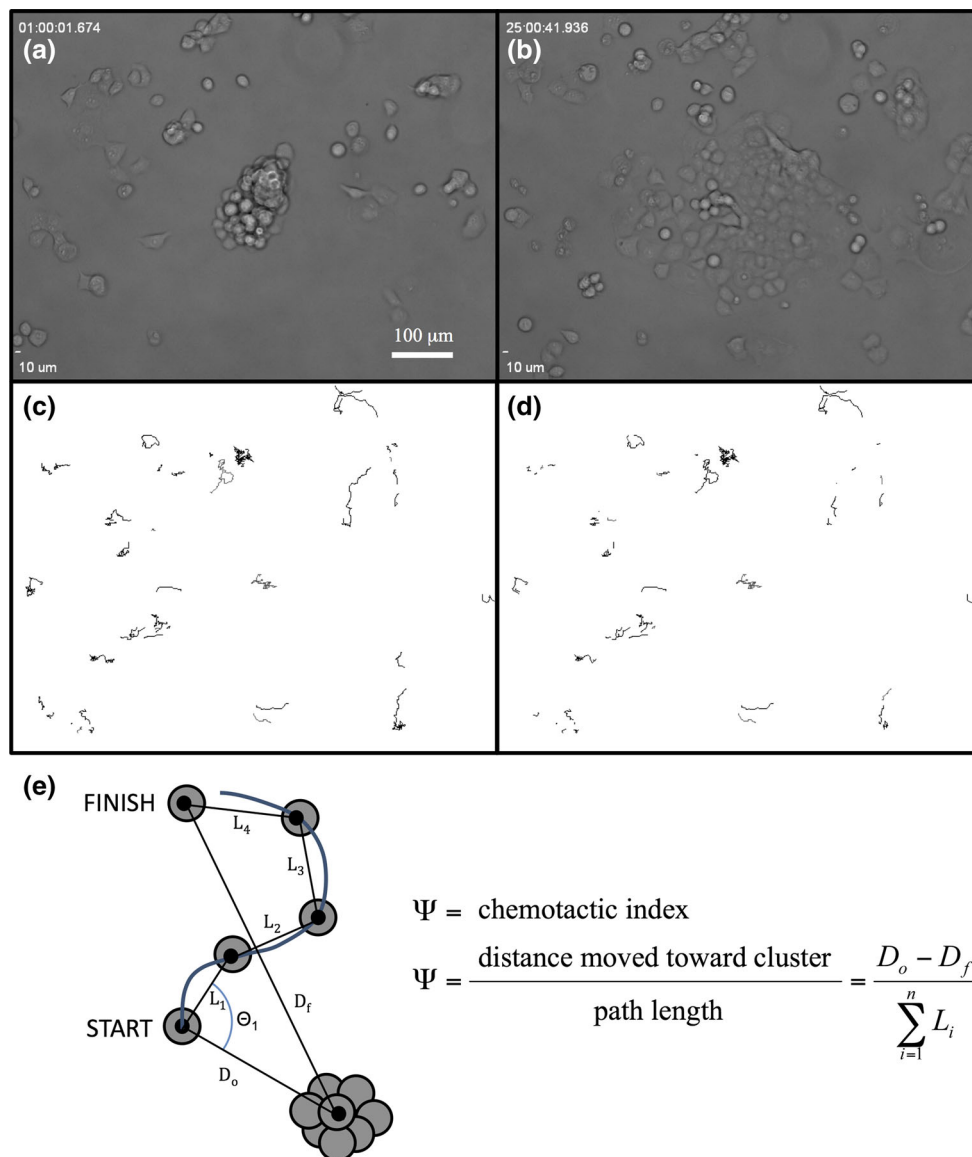 01:00:01.674
(a)
100 μm
10 um
25:00:41.936
(b)
10 um
(c)
(d)
(e)
FINISH
L4
L3
L2
L1
Θ1
START
Do
Df
Ψ = chemotactic index
Ψ = distance moved toward cluster / path length = Do − Df / n ∑ i=1 Li